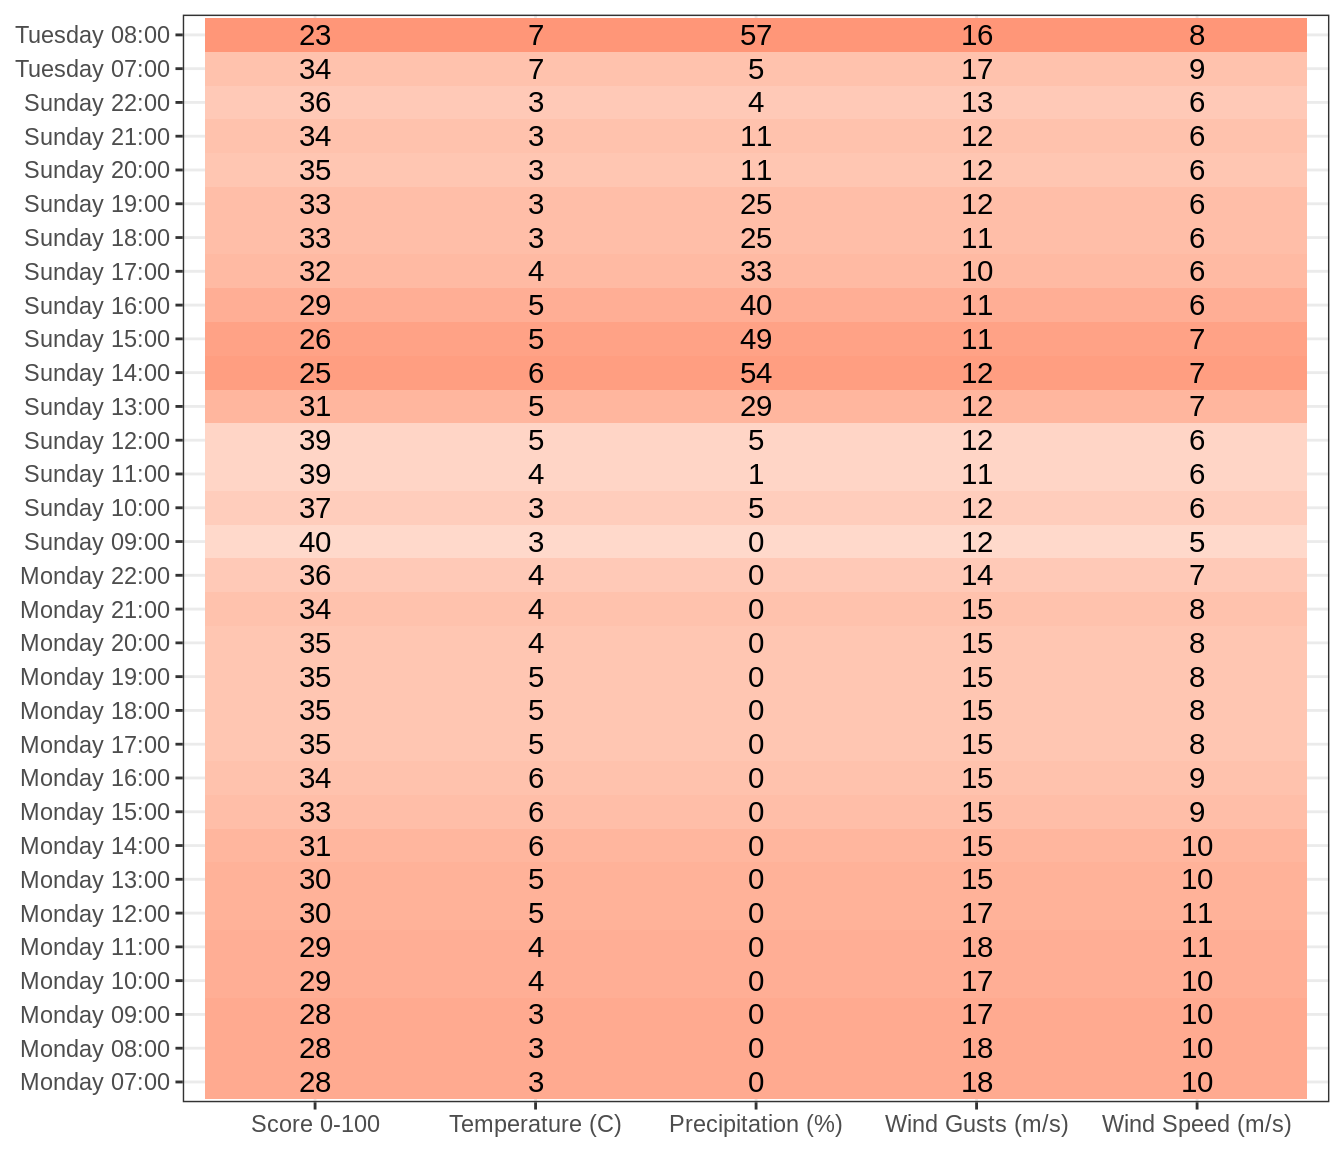 Tuesday 08:00 23 7 57 16 8
Tuesday 07:00 34 7 5 17 9
Sunday 22:00 36 3 4 13 6
Sunday 21:00 34 3 11 12 6
Sunday 20:00 35 3 11 12 6
Sunday 19:00 33 3 25 12 6
Sunday 18:00 33 3 25 11 6
Sunday 17:00 32 4 33 10 6
Sunday 16:00 29 5 40 11 6
Sunday 15:00 26 5 49 11 7
Sunday 14:00 25 6 54 12 7
Sunday 13:00 31 5 29 12 7
Sunday 12:00 39 5 5 12 6
Sunday 11:00 39 4 1 11 6
Sunday 10:00 37 3 5 12 6
Sunday 09:00 40 3 0 12 5
Monday 22:00 36 4 0 14 7
Monday 21:00 34 4 0 15 8
Monday 20:00 35 4 0 15 8
Monday 19:00 35 5 0 15 8
Monday 18:00 35 5 0 15 8
Monday 17:00 35 5 0 15 8
Monday 16:00 34 6 0 15 9
Monday 15:00 33 6 0 15 9
Monday 14:00 31 6 0 15 10
Monday 13:00 30 5 0 15 10
Monday 12:00 30 5 0 17 11
Monday 11:00 29 4 0 18 11
Monday 10:00 29 4 0 17 10
Monday 09:00 28 3 0 17 10
Monday 08:00 28 3 0 18 10
Monday 07:00 28 3 0 18 10
Score 0-100 Temperature (C) Precipitation (%) Wind Gusts (m/s) Wind Speed (m/s)